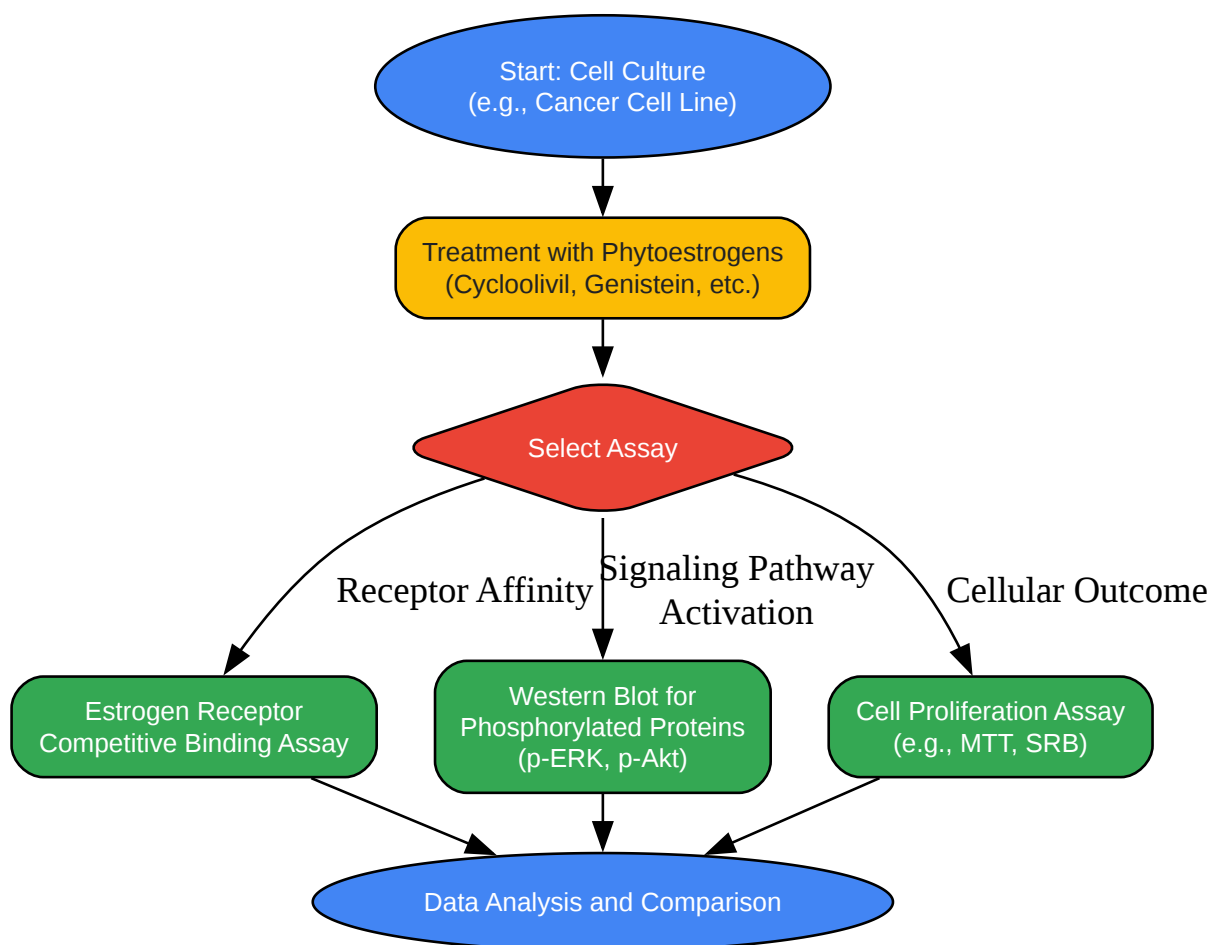 Start: Cell Culture
(e.g., Cancer Cell Line)
Treatment with Phytoestrogens
(Cycloolivil, Genistein, etc.)
Select Assay
Receptor Affinity
Signaling Pathway
Activation
Cellular Outcome
Estrogen Receptor
Competitive Binding Assay
Western Blot for
Phosphorylated Proteins
(p-ERK, p-Akt)
Cell Proliferation Assay
(e.g., MTT, SRB)
Data Analysis and Comparison